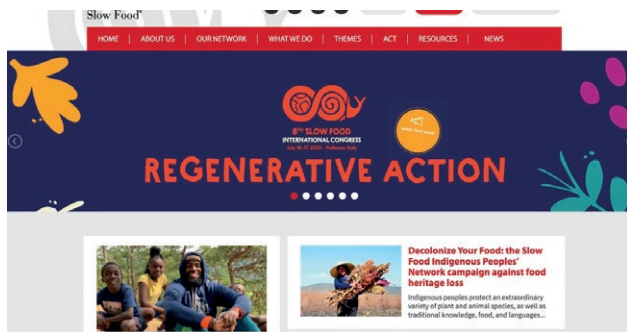 Slow Food®
HOME | ABOUT US | OUR NETWORK | WHAT WE DO | THEMES | ACT | RESOURCES | NEWS
8TH SLOW FOOD
INTERNATIONAL CONGRESS
REGENERATIVE ACTION
Decolonize Your Food: the Slow
Food Indigenous Peoples’
Network campaign against food
heritage loss
Indigenous peoples protect an extraordinary
variety of plant and animal species, as well as
traditional knowledge, food, and languages...